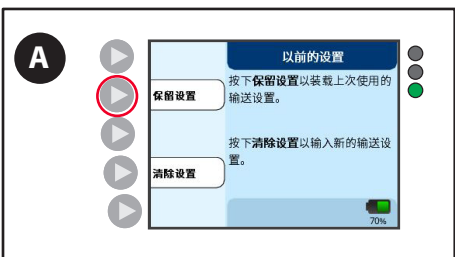 A
以前的设置
保留设置
按下保留设置以装载上次使用的
输送设置。
清除设置
按下清除设置以输入新的输送设
置。
70%